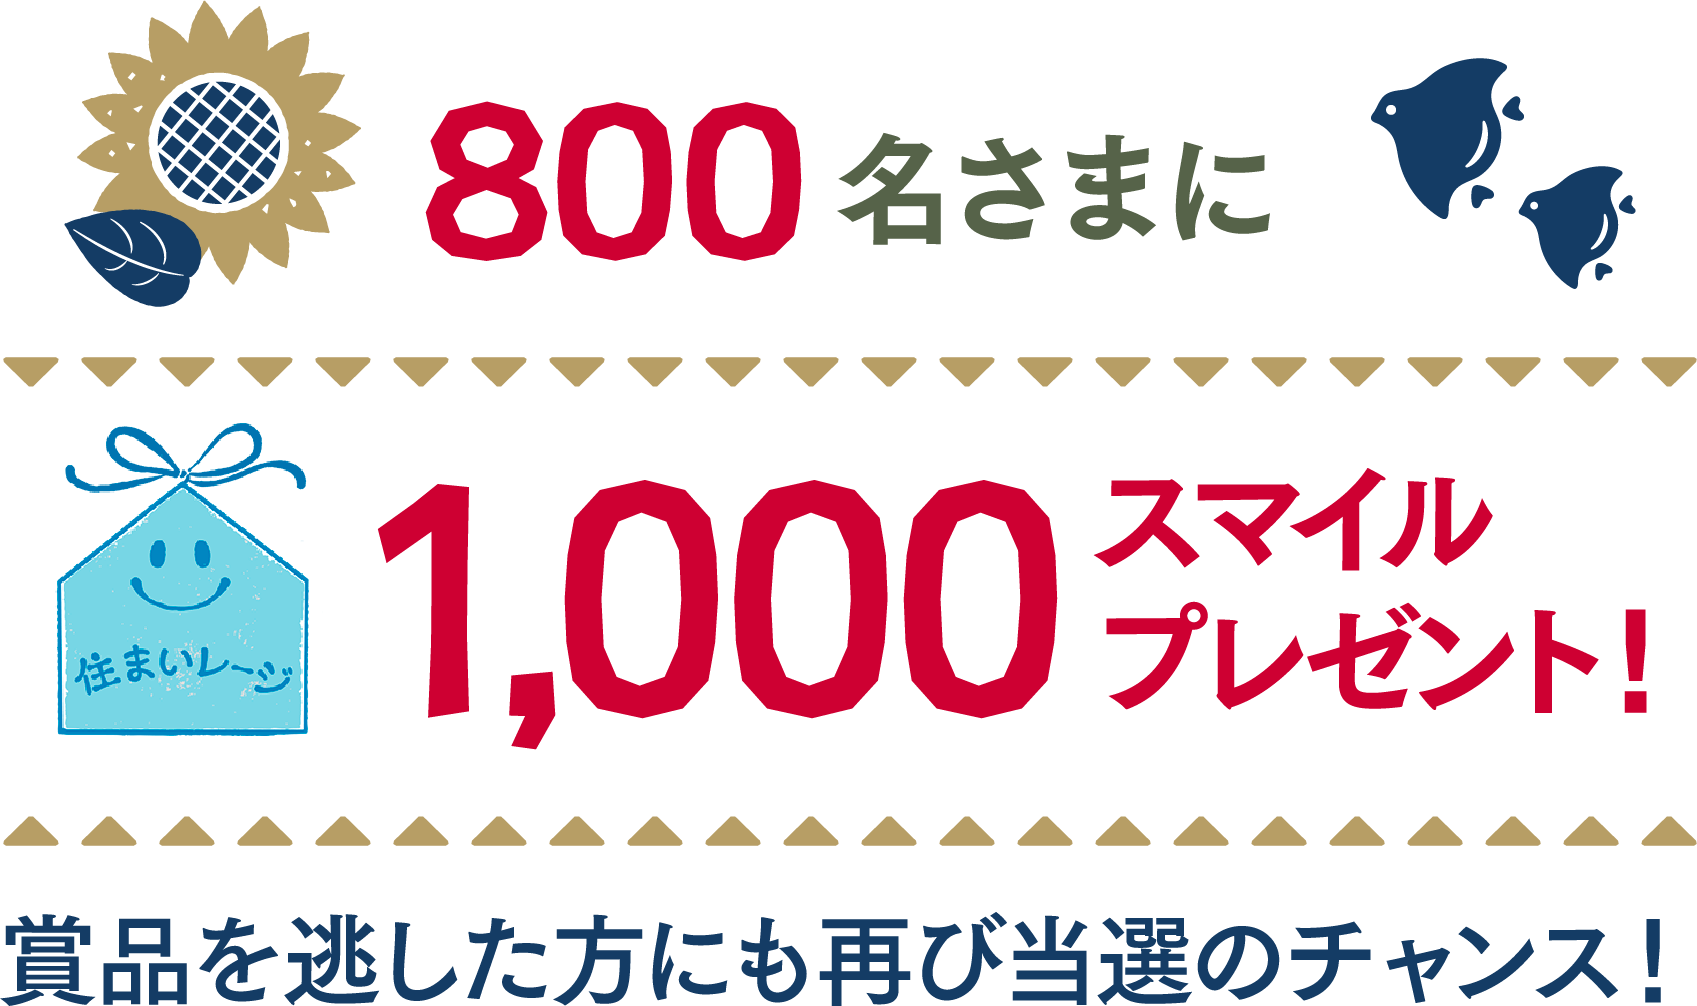 800名さまに
住まいレージ
1,000スマイル
プレゼント！
賞品を逃した方にも再び当選のチャンス！